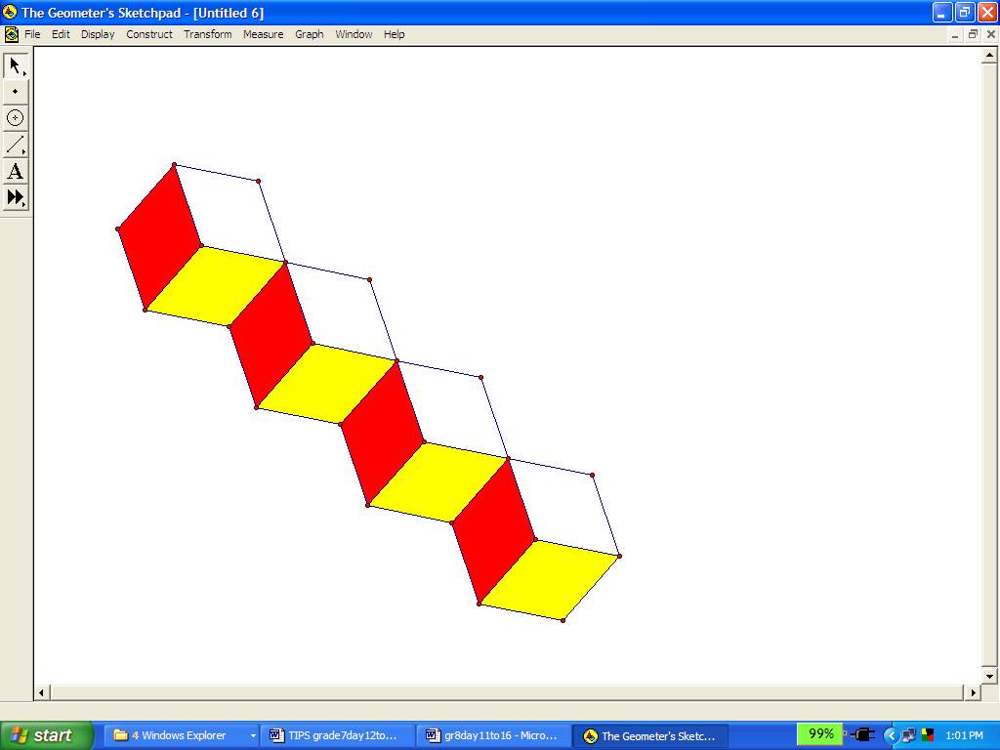 The Geometer's Sketchpad - [Untitled 6]
File Edit Display Construct Transform Measure Graph Window Help
A
start 4 Windows Explorer TIPS grade7day12to... gr8day11to16 - Micro... The Geometer's Sketc... 99% 1:01 PM